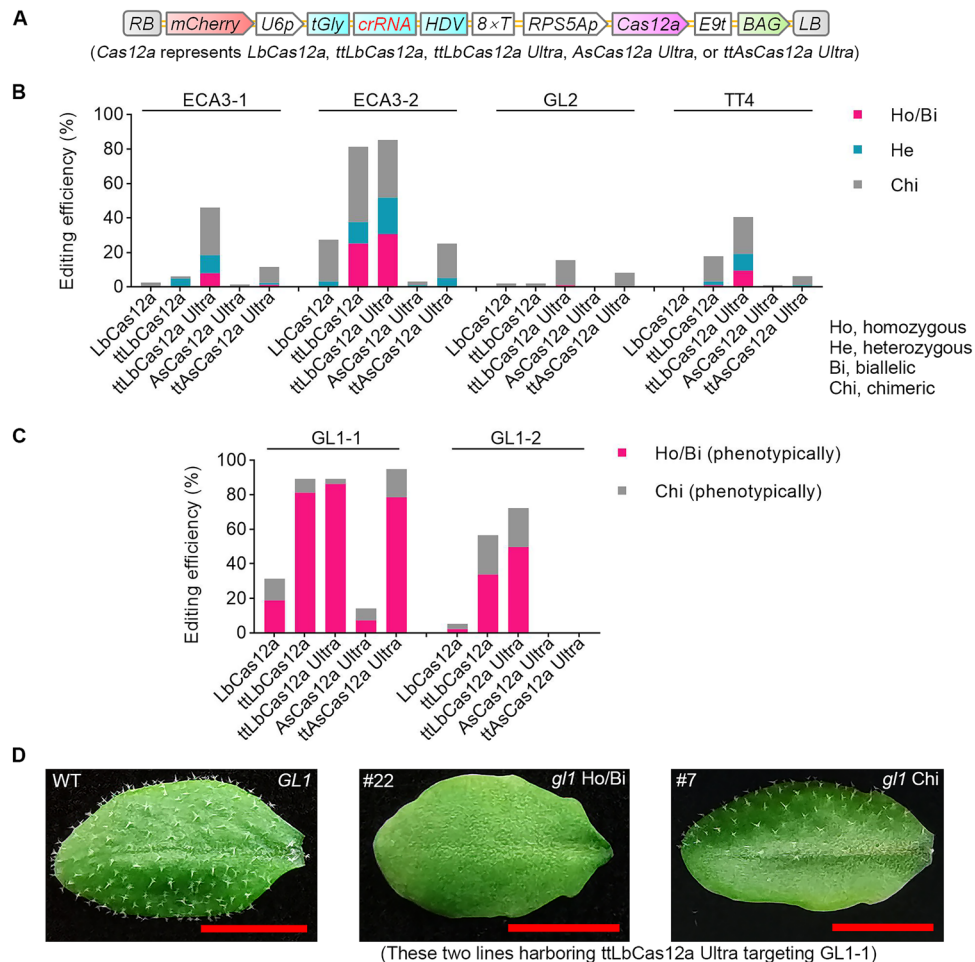 A
RB mCherry U6p tGly crRNA HDV 8×T RPS5Ap Cas12a E9t BAG LB
(Cas12a represents LbCas12a, ttLbCas12a, ttLbCas12a Ultra, AsCas12a Ultra, or ttAsCas12a Ultra)
B
ECA3-1 ECA3-2 GL2 TT4
Editing efficiency (%)
100
80
60
40
20
0
LbCas12a
ttLbCas12a
ttLbCas12a Ultra
AsCas12a Ultra
ttAsCas12a Ultra
LbCas12a
ttLbCas12a
ttLbCas12a Ultra
AsCas12a Ultra
ttAsCas12a Ultra
LbCas12a
ttLbCas12a
ttLbCas12a Ultra
AsCas12a Ultra
ttAsCas12a Ultra
LbCas12a
ttLbCas12a
ttLbCas12a Ultra
AsCas12a Ultra
ttAsCas12a Ultra
Ho/Bi
He
Chi
Ho, homozygous
He, heterozygous
Bi, biallelic
Chi, chimeric
C
GL1-1 GL1-2
Editing efficiency (%)
100
80
60
40
20
0
LbCas12a
ttLbCas12a
ttLbCas12a Ultra
AsCas12a Ultra
ttAsCas12a Ultra
LbCas12a
ttLbCas12a
ttLbCas12a Ultra
AsCas12a Ultra
ttAsCas12a Ultra
Ho/Bi (phenotypically)
Chi (phenotypically)
D
WT GL1
#22 gl1 Ho/Bi
#7 gl1 Chi
(These two lines harboring ttLbCas12a Ultra targeting GL1-1)